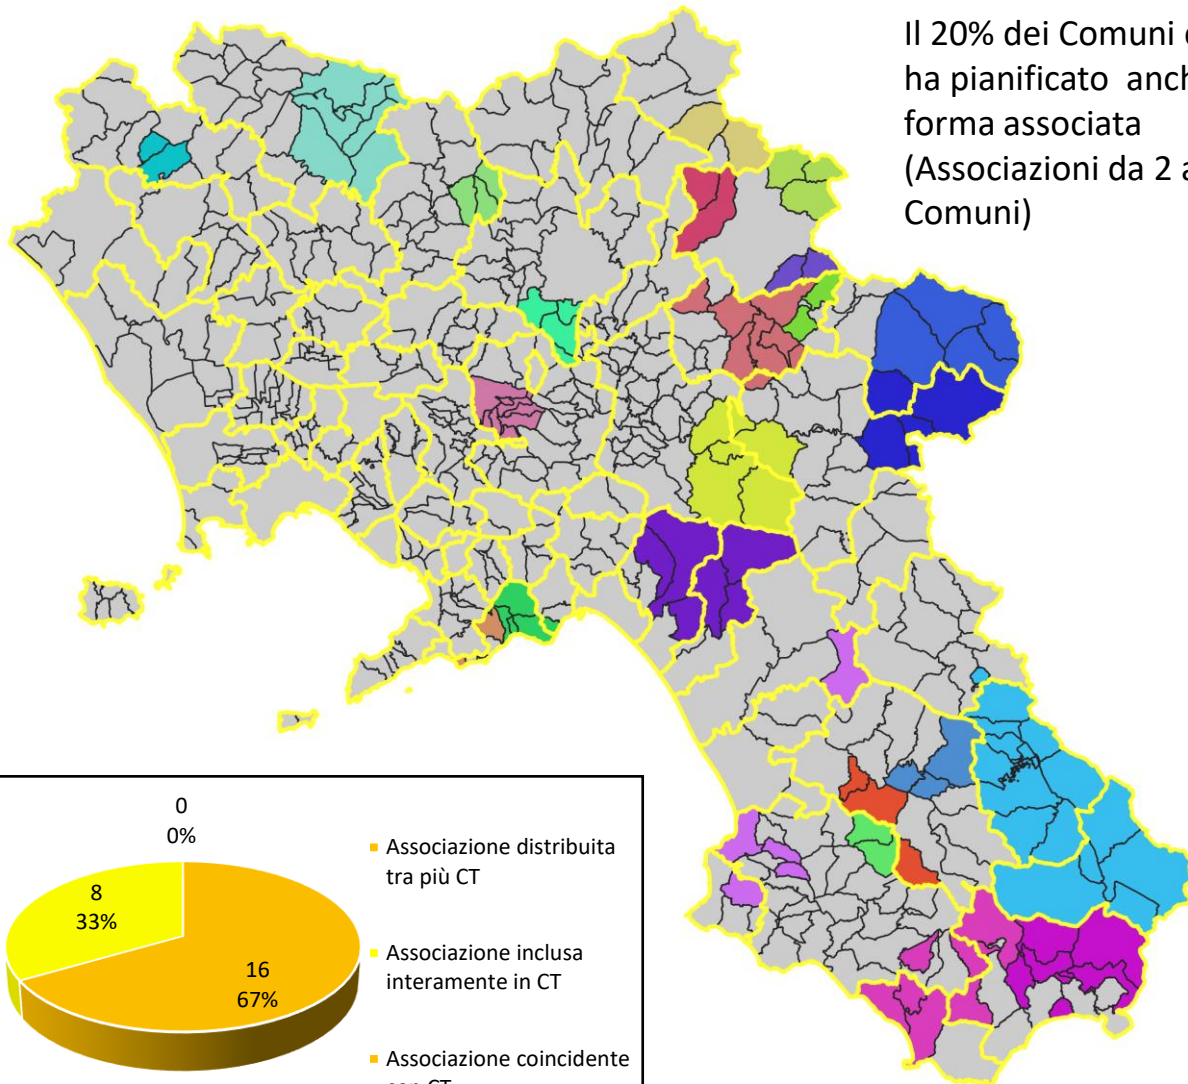 Il 20% dei Comuni
ha pianificato
forma associata
(Associazioni da 2
Comuni)
0
0%
8
33%
16
67%
Associazione distribuita
tra più CT
Associazione inclusa
interamente in CT
Associazione coincidente